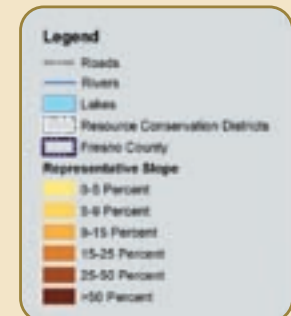 Legend
Roads
Rivers
Lakes
Resource Conservation Districts
Fresno County
Representative Slope
0-5 Percent
5-9 Percent
9-15 Percent
15-25 Percent
25-50 Percent
>50 Percent